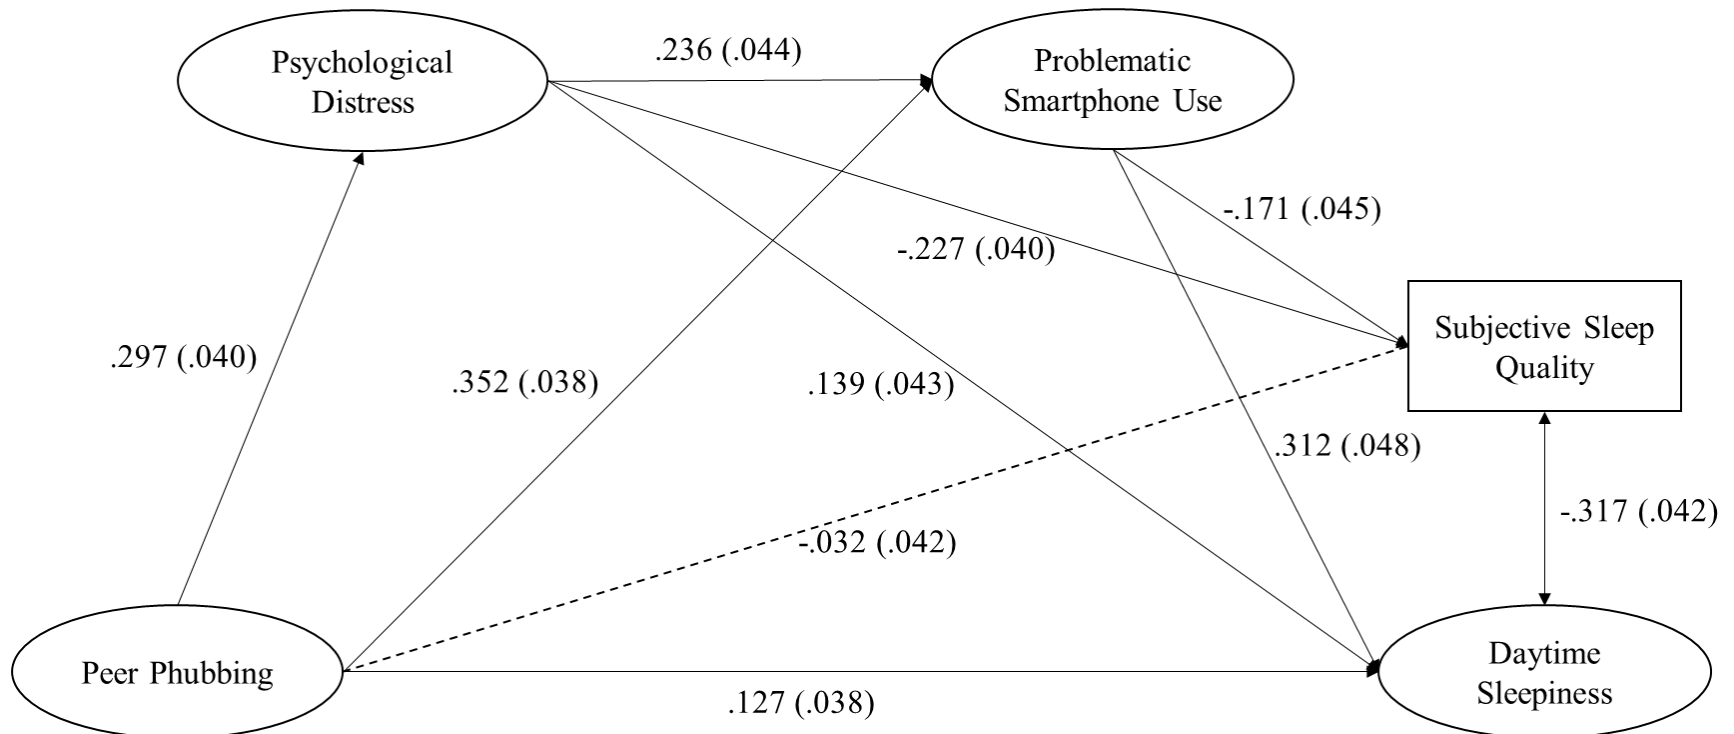 .236 (.044)
Psychological
Distress
Problematic
Smartphone Use
-.171 (.045)
-.227 (.040)
Subjective Sleep
Quality
.297 (.040)
.352 (.038)
.139 (.043)
.312 (.048)
-.317 (.042)
-.032 (.042)
Peer Phubbing
Daytime
Sleepiness
.127 (.038)